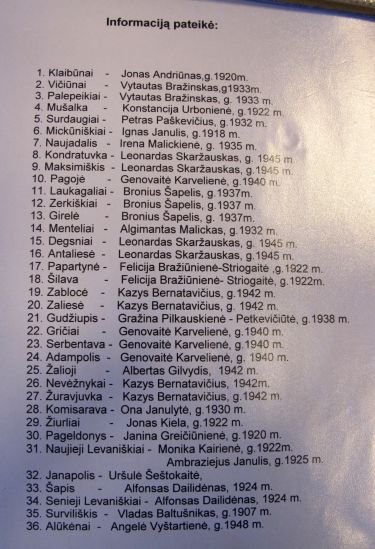 Informaciją pateikė:
1. Klaibūnai - Jonas Andriūnas,g.1920m.
2. Vičiūnai - Vytautas Bražinskas,g1933m.
3. Palepeikiai - Vytautas Bražinskas, g. 1933 m.
4. Mušalka - Konstancija Urbonienė, g.1922 m.
5. Surdaugiai - Petras Paškevičius, g.1932 m.
6. Mickūniškiai - Ignas Janulis, g.1918 m.
7. Naujadalis - Irena Malickienė, g. 1935 m.
8. Kondratuvka - Leonardas Skaržauskas, g. 1945 m
9. Maksimiškis - Leonardas Skaržauskas, g.1945m.
10. Pagojė - Genovaitė Karvelienė, g.1940 m.
11. Laukagaliai - Bronius Šapelis, g.1937m.
12. Zerkiškiai - Bronius Šapelis, g.1937m.
13. Girelė - Bronius Šapelis, g.1937m.
14. Menteliai - Algimantas Malickas, g.1932 m.
15. Degsniai - Leonardas Skaržauskas, g. 1945 m.
16. Antaliesė - Leonardas Skaržauskas, g.1945m.
17. Papartynė - Felicija Bražiūnienė-Striogaitė ,g.1922 m.
18. Šilava - Felicija Bražiūnienė- Striogaitė, g.1922m.
19. Zablocė - Kazys Bernatavičius, g.1942 m.
20. Zaliesė - Kazys Bernatavičius, g. 1942 m.
21. Gudžiupis - Gražina Pilkauskienė - Petkevičiūtė, g.1938 m.
22. Gričiai - Genovaitė Karvelienė, g.1940 m.
23. Serbentava - Genovaitė Karvelienė, g.1940 m.
24. Adampolis - Genovaitė Karvelienė, g. 1940 m.
25. Žalioji - Albertas Gilvydis, 1942 m.
26. Nevėžnykai - Kazys Bernatavičius, 1942m.
27. Žuravjuvka - Kazys Bernatavičius, g.1942 m.
28. Komisarava - Ona Janulytė, g.1930 m.
29. Žiurliai - Jonas Kiela, g.1922 m.
30. Pageldonys - Janina Greičiūnienė, g.1920 m.
31. Naujieji Levaniškiai - Monika Kairienė, g.1922m.
Ambraziejus Janulis, g.1925 m.
32. Janapolis - Uršulė Šeštokaitė,
33. Šapis - Alfonsas Dailidėnas, 1924 m.
34. Senieji Levaniškiai - Alfonsas Dailidėnas, 1924 m.
35. Surviliškis - Vladas Baltušnikas, g.1907 m.
36. Alūkėnai - Angelė Vyštartienė, g.1948 m.